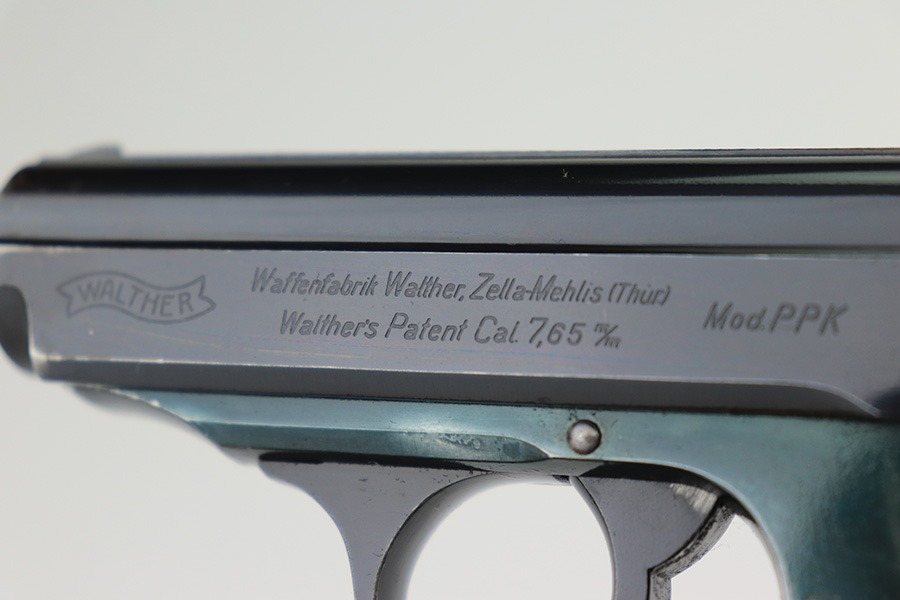 WALTHER
Waffenfabrik Walther, Zella-Mehlis (Thür)
Walther's Patent Cal. 7,65 m/m
Mod. PPK